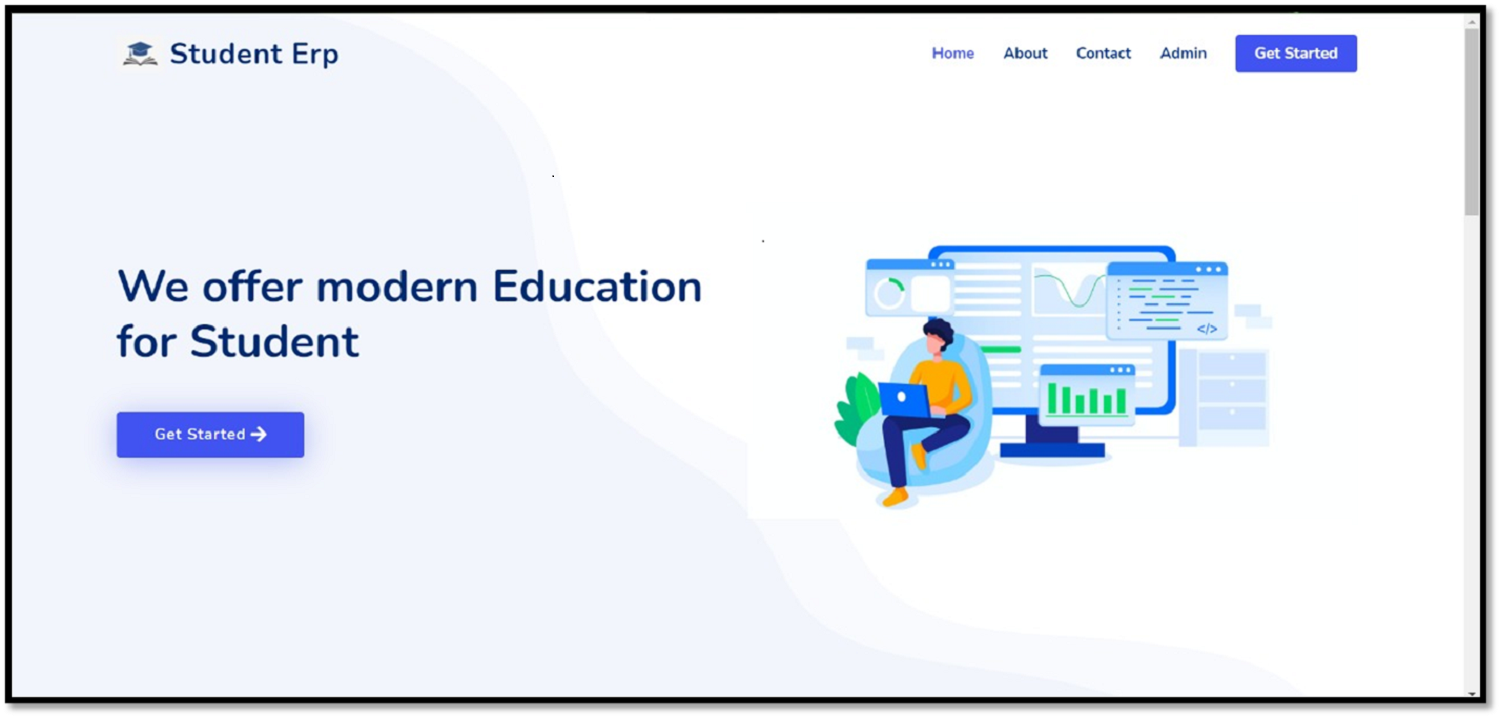 Student Erp
Home About Contact Admin Get Started
We offer modern Education
for Student
Get Started →
</>